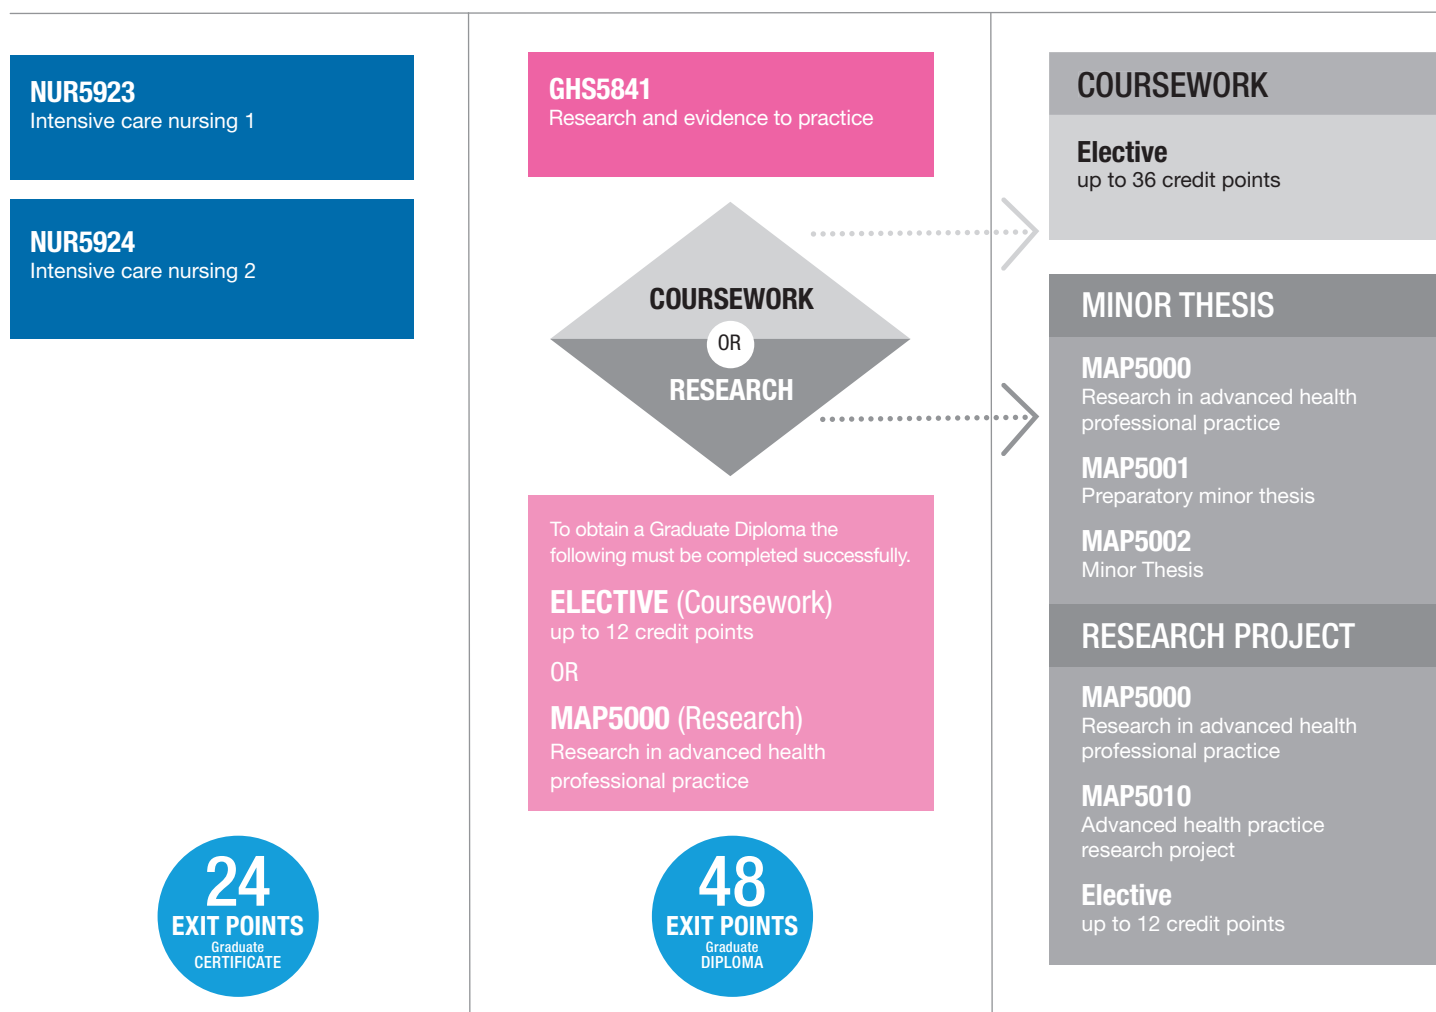 NUR5923
Intensive care nursing 1
NUR5924
Intensive care nursing 2
24
EXIT POINTS
Graduate
CERTIFICATE
GHS5841
Research and evidence to practice
COURSEWORK
OR
RESEARCH
To obtain a Graduate Diploma the
following must be completed successfully.
ELECTIVE (Coursework)
up to 12 credit points
OR
MAP5000 (Research)
Research in advanced health
professional practice
48
EXIT POINTS
Graduate
DIPLOMA
COURSEWORK
Elective
up to 36 credit points
MINOR THESIS
MAP5000
Research in advanced health
professional practice
MAP5001
Preparatory minor thesis
MAP5002
Minor Thesis
RESEARCH PROJECT
MAP5000
Research in advanced health
professional practice
MAP5010
Advanced health practice
research project
Elective
up to 12 credit points